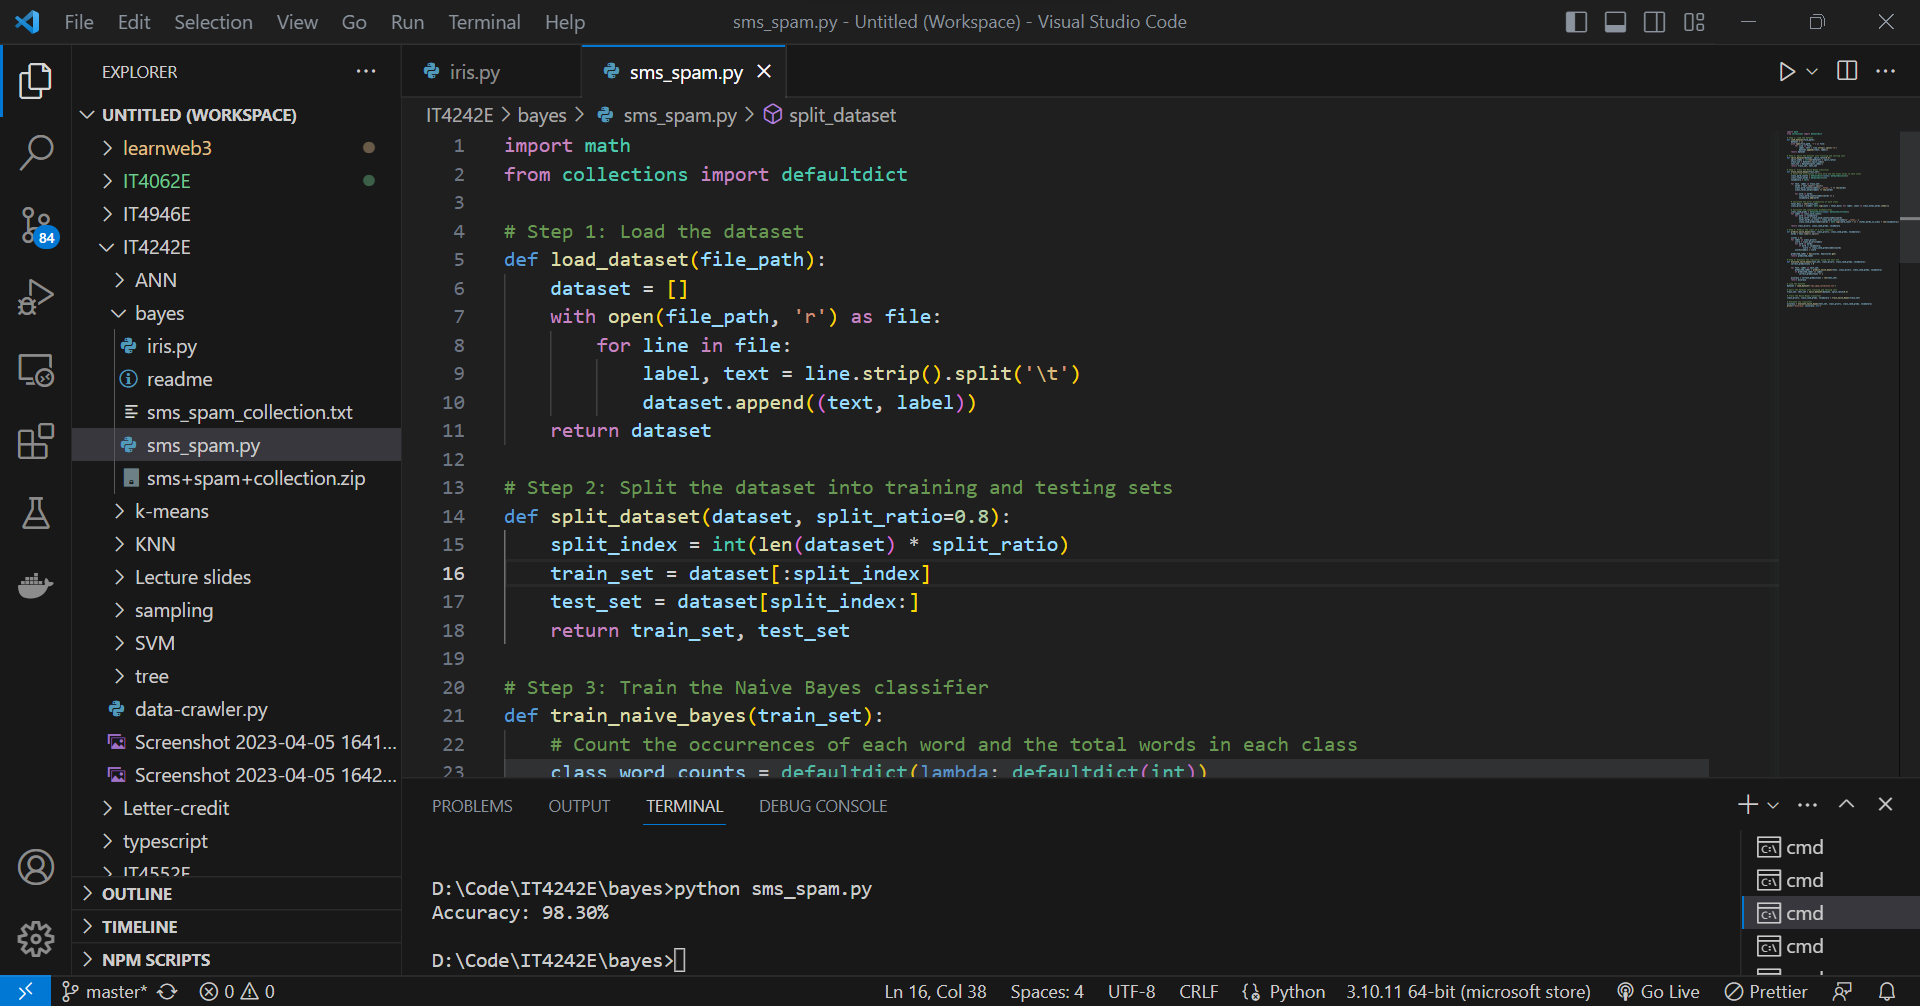 File Edit Selection View Go Run Terminal Help
sms_spam.py - Untitled (Workspace) - Visual Studio Code
EXPLORER
UNTITLED (WORKSPACE)
learnweb3
IT4062E
IT4946E
IT4242E
ANN
bayes
iris.py
readme
sms_spam_collection.txt
sms_spam.py
sms+spam+collection.zip
k-means
KNN
Lecture slides
sampling
SVM
tree
data-crawler.py
Screenshot 2023-04-05 1641...
Screenshot 2023-04-05 1642...
Letter-credit
typescript
IT4552E
OUTLINE
TIMELINE
NPM SCRIPTS
84
iris.py
sms_spam.py
IT4242E > bayes > sms_spam.py > split_dataset
1 import math
2 from collections import defaultdict
3
4 # Step 1: Load the dataset
5 def load_dataset(file_path):
6     dataset = []
7     with open(file_path, 'r') as file:
8         for line in file:
9             label, text = line.strip().split('\t')
10             dataset.append((text, label))
11     return dataset
12
13 # Step 2: Split the dataset into training and testing sets
14 def split_dataset(dataset, split_ratio=0.8):
15     split_index = int(len(dataset) * split_ratio)
16     train_set = dataset[:split_index]
17     test_set = dataset[split_index:]
18     return train_set, test_set
19
20 # Step 3: Train the Naive Bayes classifier
21 def train_naive_bayes(train_set):
22     # Count the occurrences of each word and the total words in each class
23     class_word_counts = defaultdict(lambda: defaultdict(int))
PROBLEMS OUTPUT TERMINAL DEBUG CONSOLE
D:\Code\IT4242E\bayes>python sms_spam.py
Accuracy: 98.30%
D:\Code\IT4242E\bayes>
cmd
cmd
cmd
cmd
master* 0 0 Ln 16, Col 38 Spaces: 4 UTF-8 CRLF Python 3.10.11 64-bit (microsoft store) Go Live Prettier